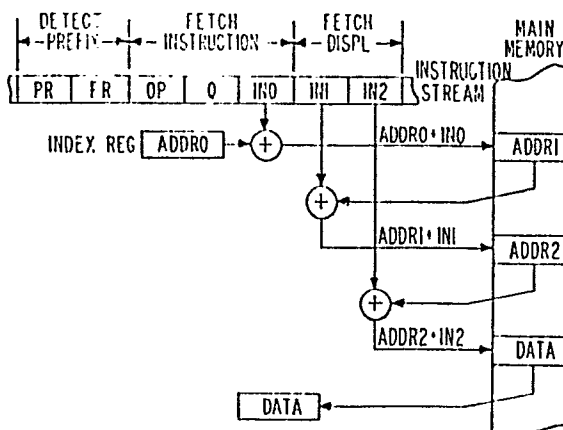 DETECT PREFIX
FETCH INSTRUCTION
FETCH DISPL
MAIN MEMORY
PR FR OP Q IN0 IN1 IN2
INSTRUCTION STREAM
INDEX REG ADDR0 +
ADDR0+IN0
ADDR1
+
ADDR1+IN1
ADDR2
+
ADDR2+IN2
DATA
DATA